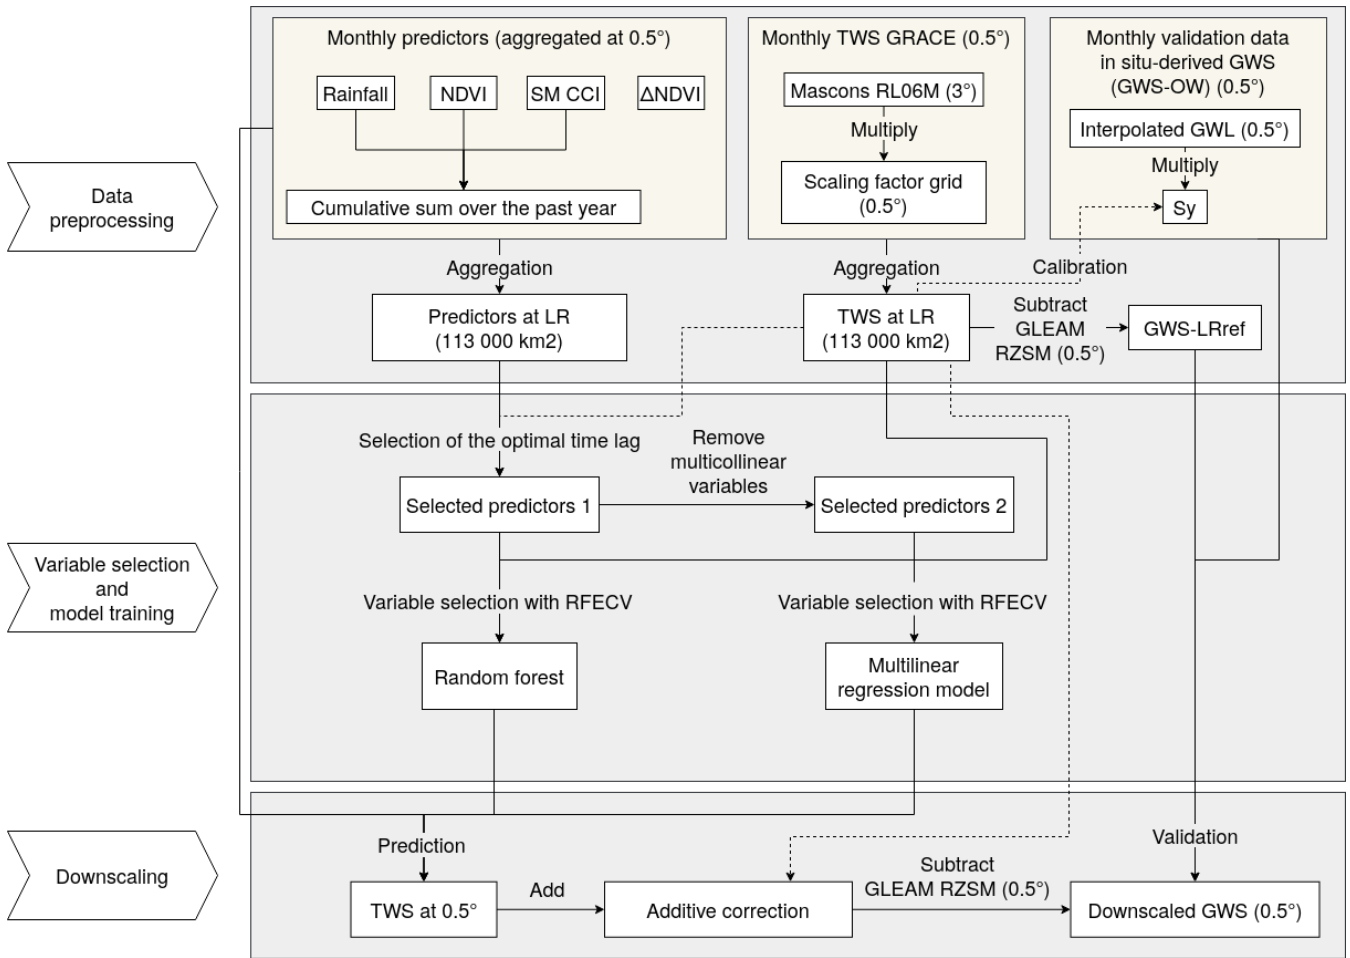 Monthly predictors (aggregated at 0.5°)
Rainfall
NDVI
SM CCI
ΔNDVI
Cumulative sum over the past year
Monthly TWS GRACE (0.5°)
Mascons RL06M (3°)
Multiply
Scaling factor grid
(0.5°)
Monthly validation data
in situ-derived GWS
(GWS-OW) (0.5°)
Interpolated GWL (0.5°)
Multiply
Sy
Data
preprocessing
Aggregation
Aggregation
Calibration
Predictors at LR
(113 000 km2)
TWS at LR
(113 000 km2)
Subtract
GLEAM
RZSM (0.5°)
GWS-LRref
Selection of the optimal time lag
Remove
multicollinear
variables
Selected predictors 1
Selected predictors 2
Variable selection
and
model training
Variable selection with RFECV
Variable selection with RFECV
Random forest
Multilinear
regression model
Downscaling
Prediction
TWS at 0.5°
Add
Additive correction
Subtract
GLEAM RZSM (0.5°)
Validation
Downscaled GWS (0.5°)